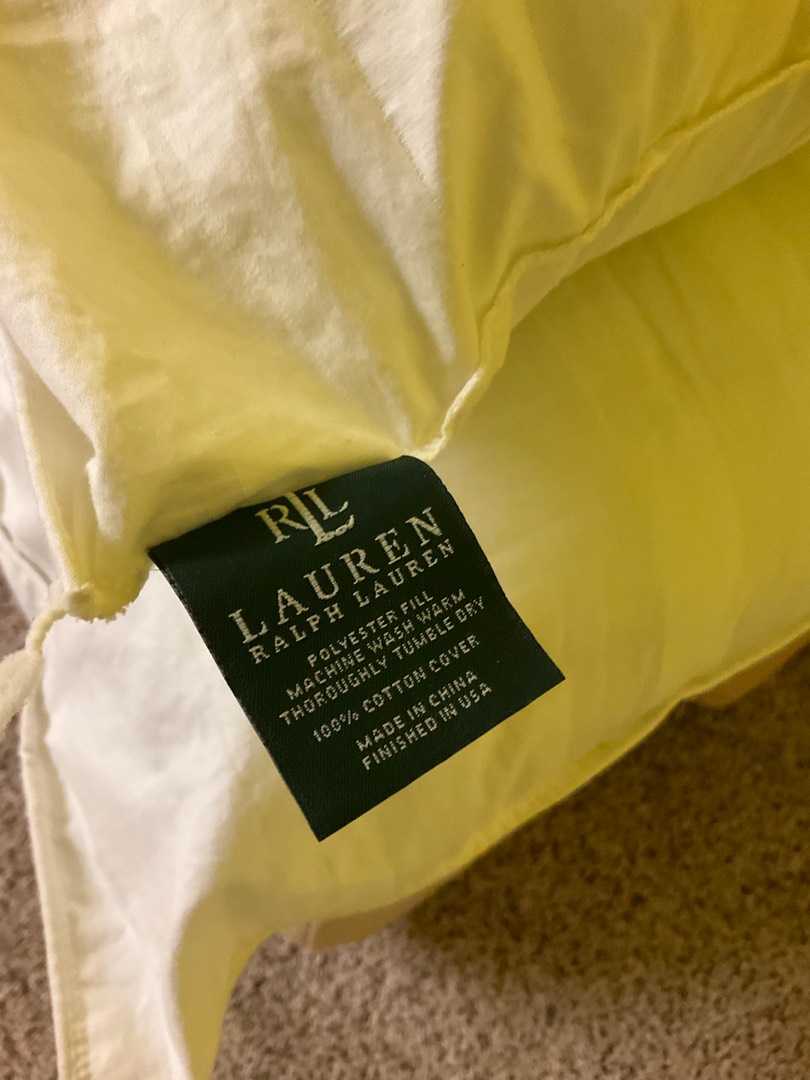 RLL
LAUREN
RALPH LAUREN
POLYESTER FILL
MACHINE WASH WARM
THOROUGHLY TUMBLE DRY
100% COTTON COVER
MADE IN CHINA
FINISHED IN USA